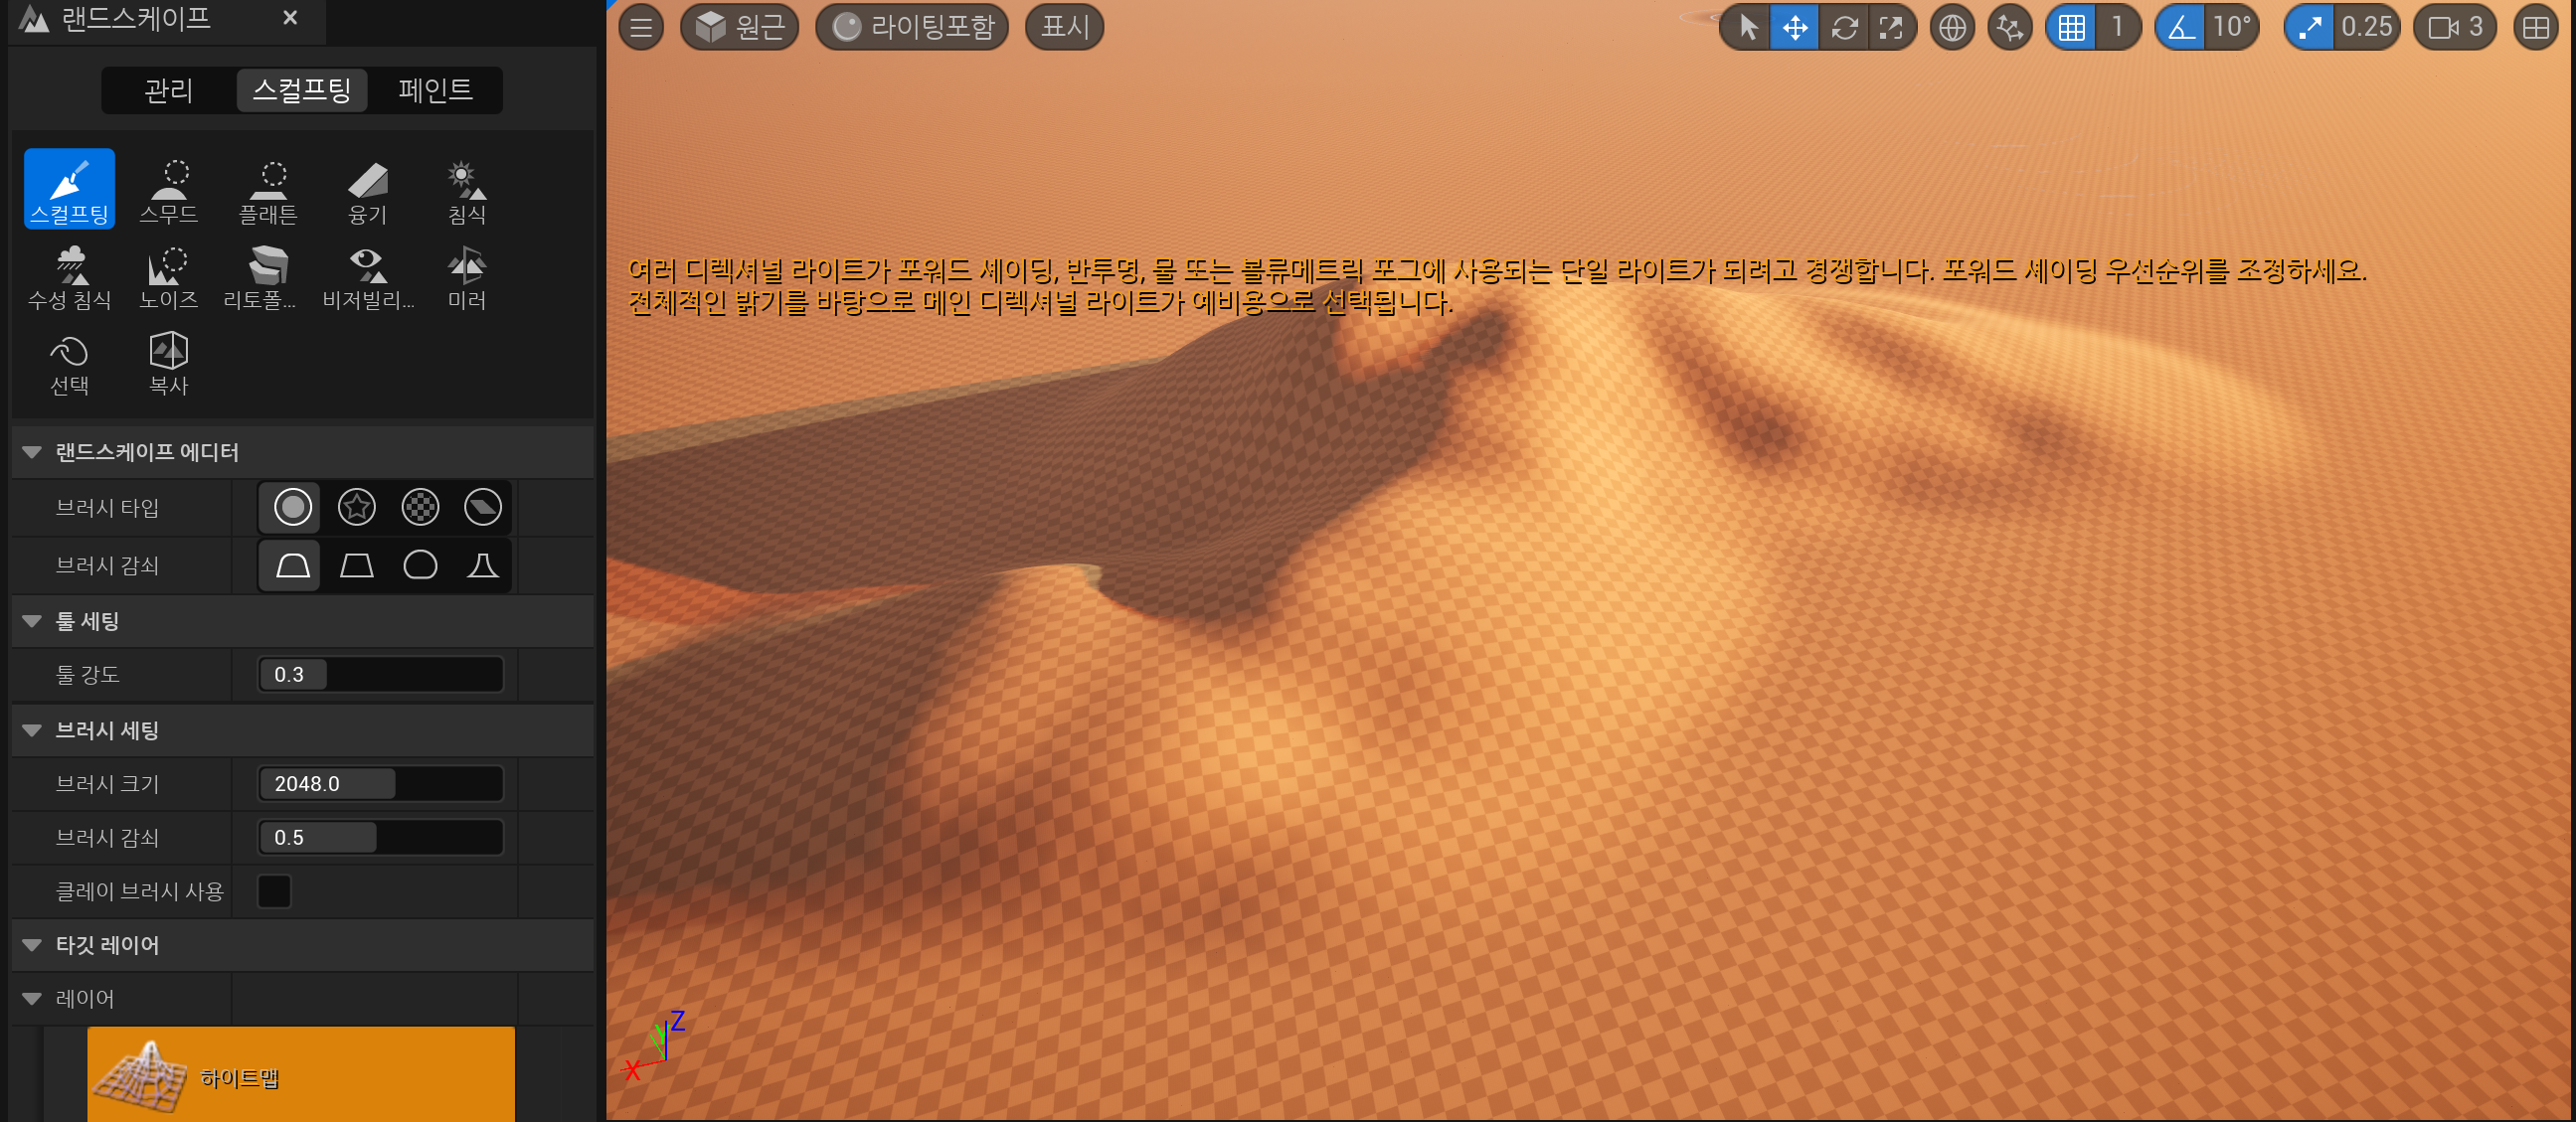 랜드스케이프
관리
스컬프팅
페인트
스컬프팅
스무드
플래튼
융기
침식
수성 침식
노이즈
리토폴...
비저빌리...
미러
선택
복사
랜드스케이프 에디터
브러시 타입
브러시 감쇠
툴 세팅
툴 강도
0.3
브러시 세팅
브러시 크기
2048.0
브러시 감쇠
0.5
클레이 브러시 사용
타깃 레이어
레이어
하이트맵
원근
라이팅포함
표시
1
10°
0.25
3
여러 디렉셔널 라이트가 포워드 셰이딩, 반투명, 물 또는 볼류메트릭 포그에 사용되는 단일 라이트가 되려고 경쟁합니다. 포워드 셰이딩 우선순위를 조정하세요.
전체적인 밝기를 바탕으로 메인 디렉셔널 라이트가 예비용으로 선택됩니다.
Z
Y
X